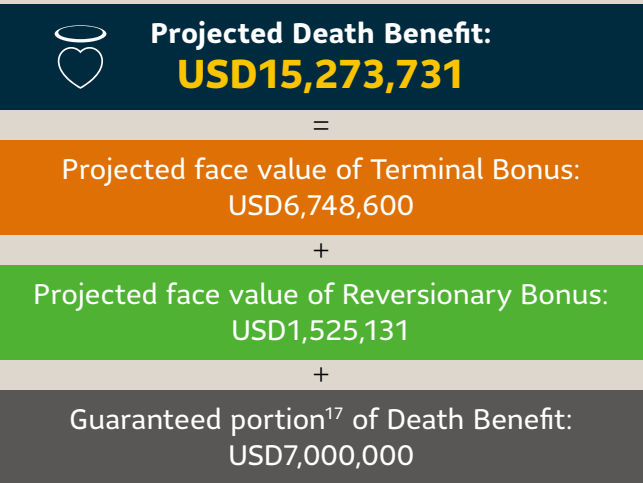 Projected Death Benefit:
USD15,273,731
=
Projected face value of Terminal Bonus:
USD6,748,600
+
Projected face value of Reversionary Bonus:
USD1,525,131
+
Guaranteed portion¹⁷ of Death Benefit:
USD7,000,000